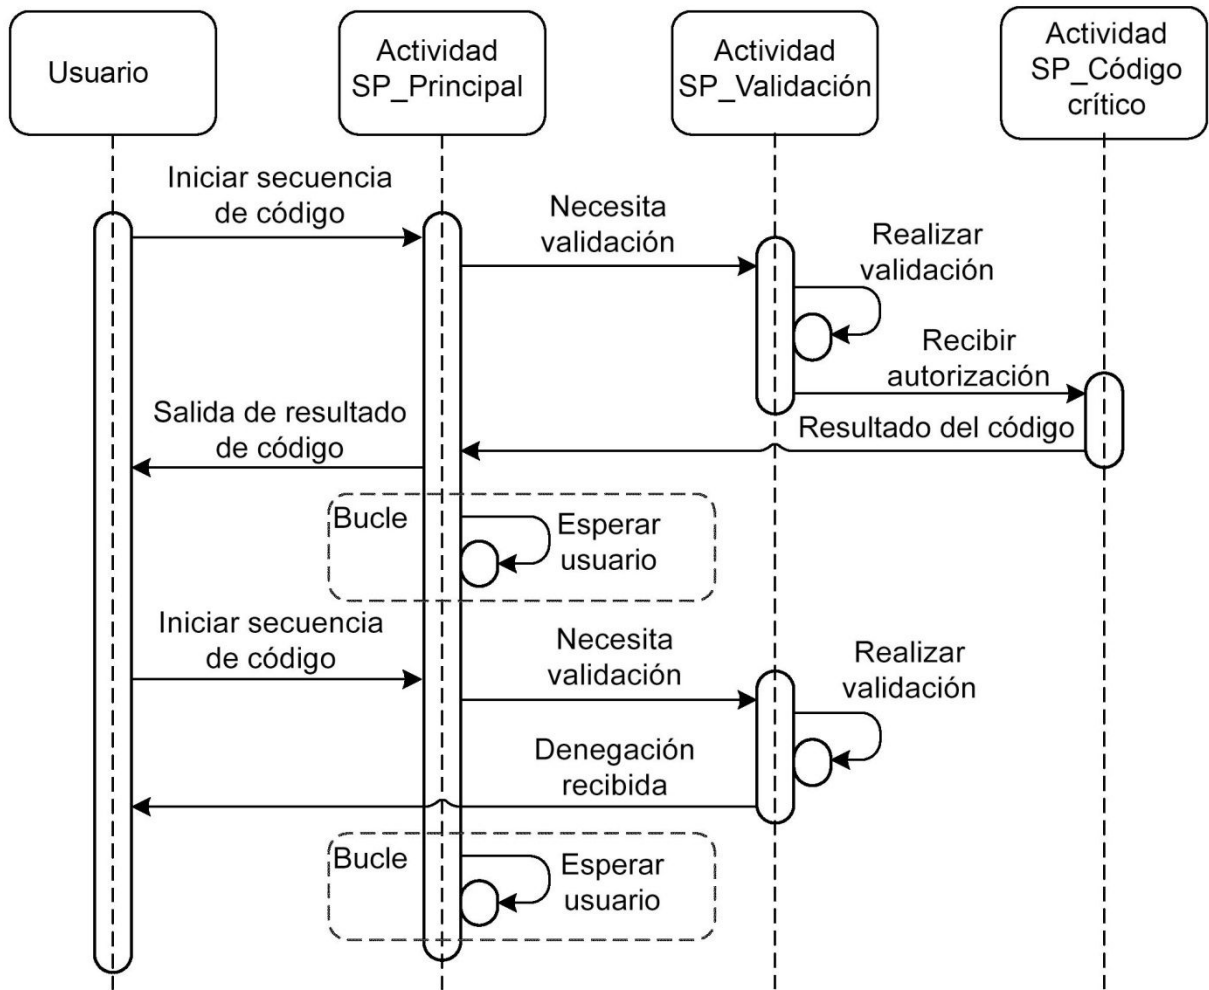 Usuario
Actividad
SP_Principal
Actividad
SP_Validación
Actividad
SP_Código
crítico
Iniciar secuencia
de código
Necesita
validación
Realizar
validación
Recibir
autorización
Salida de resultado
de código
Resultado del código
Bucle
Esperar
usuario
Iniciar secuencia
de código
Necesita
validación
Realizar
validación
Denegación
recibida
Bucle
Esperar
usuario